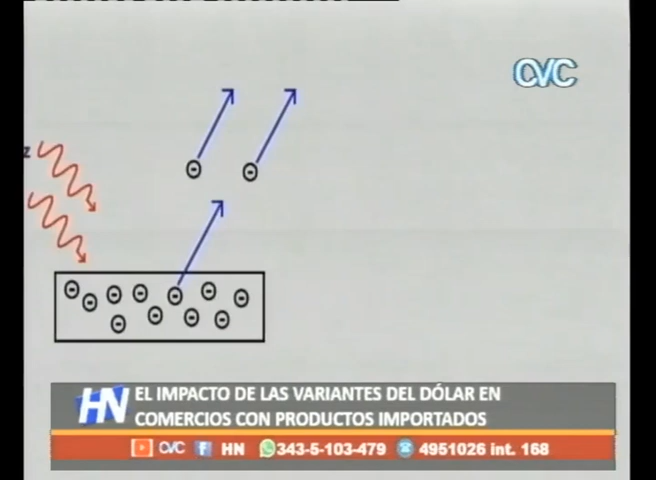 z
CVC
HN
EL IMPACTO DE LAS VARIANTES DEL DÓLAR EN
COMERCIOS CON PRODUCTOS IMPORTADOS
CVC HN 343-5-103-479 4951026 int. 168